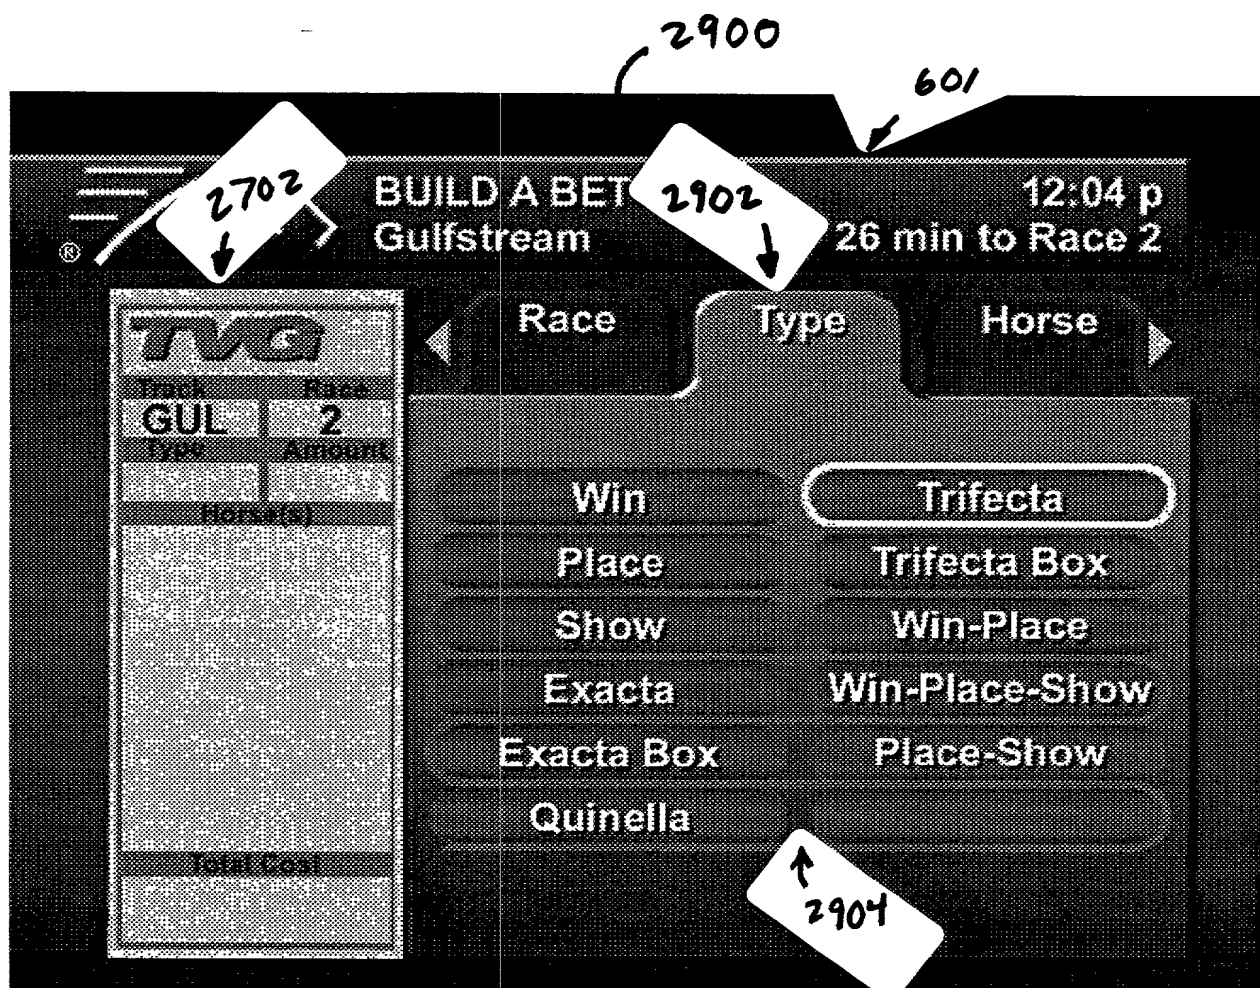 2900
601
2702
2902
BUILD A BET
12:04 p
Gulfstream
26 min to Race 2
®
Race
Type
Horse
TVG
Track Race
GUL 2
Type Amount
Horse(s)
Total Cost
Win
Trifecta
Place
Trifecta Box
Show
Win-Place
Exacta
Win-Place-Show
Exacta Box
Place-Show
Quinella
2904